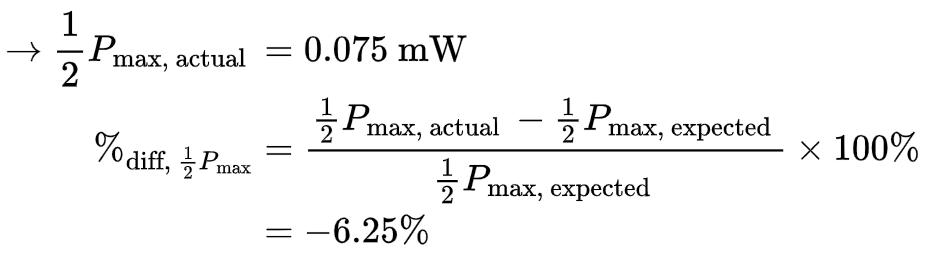 → 1/2 P_max, actual = 0.075 mW
%_diff, 1/2 P_max = (1/2 P_max, actual − 1/2 P_max, expected) / (1/2 P_max, expected) × 100%
= −6.25%